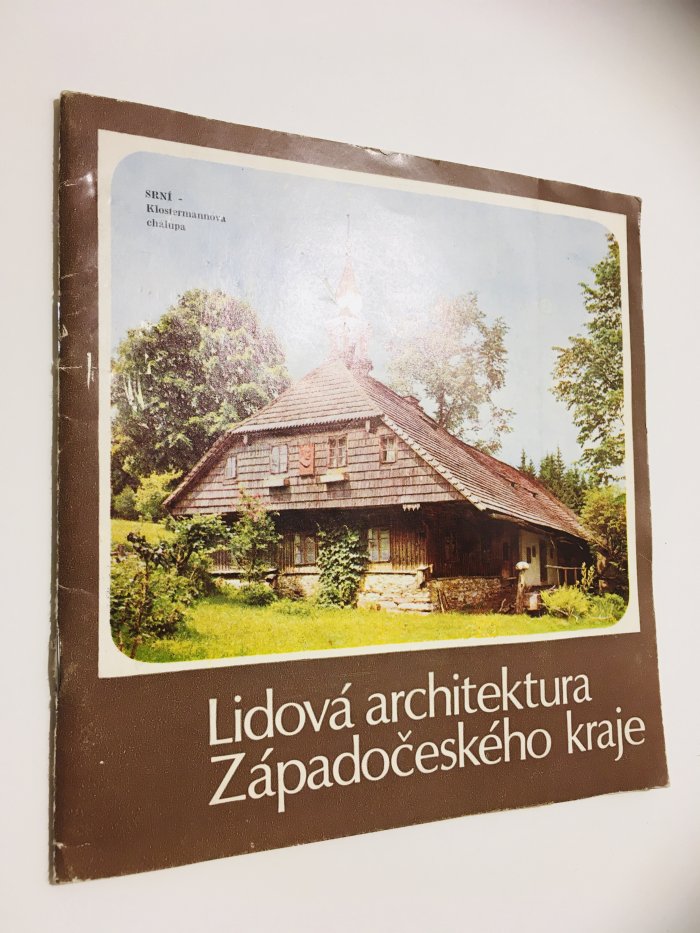 SRNÍ -
Klostermannova
chalupa
Lidová architektura
Západočeského kraje